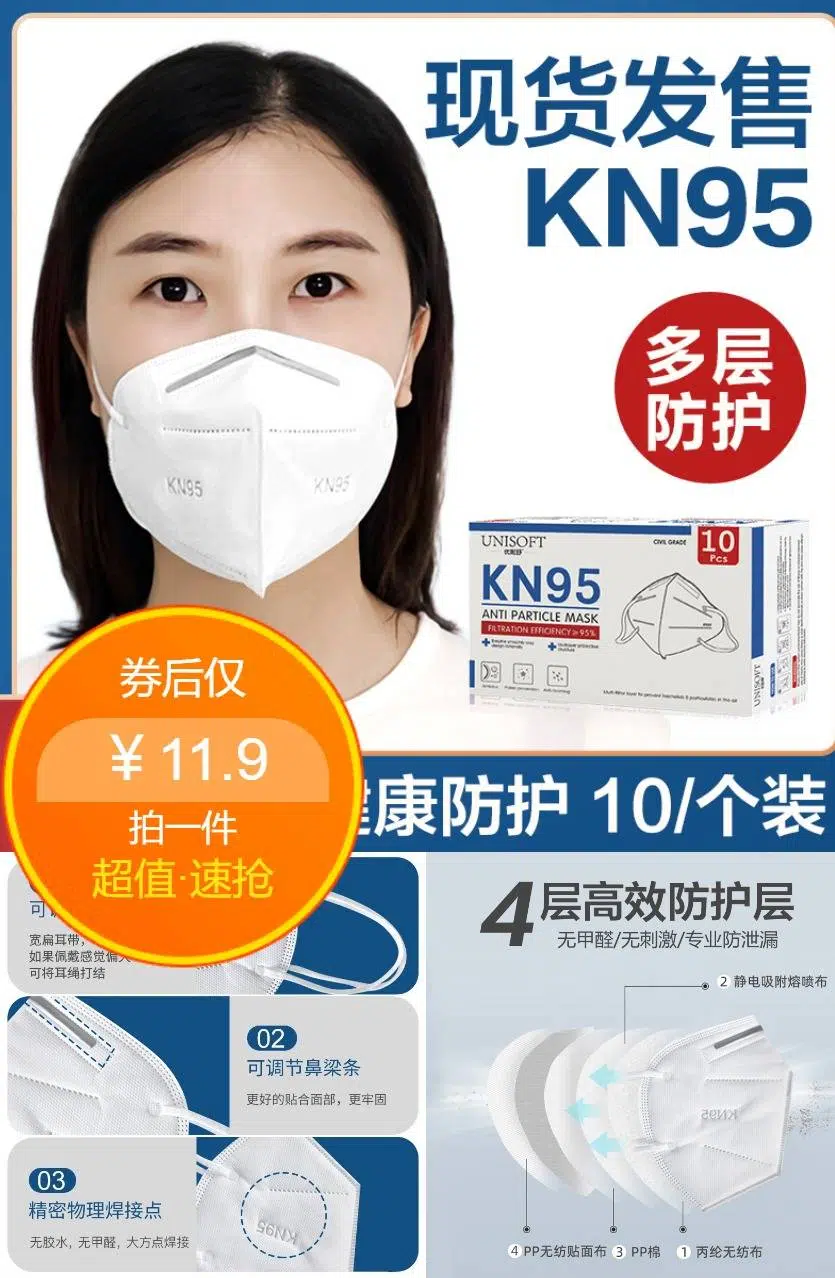 现货发售
KN95
多层
防护
KN95
KN95
UNISOFT
CIVIL GRADE
10
Pcs
KN95
ANTI PARTICLE MASK
FILTRATION EFFICIENCY≥95%
UNISOFT
券后仅
¥11.9
拍一件
超值·速抢
康防护 10/个装
可
宽扁耳带,
如果佩戴感觉偏大
可将耳绳打结
02
可调节鼻梁条
更好的贴合面部，更牢固
03
精密物理焊接点
无胶水，无甲醛，大方点焊接
KN95
4层高效防护层
无甲醛/无刺激/专业防泄漏
2 静电吸附熔喷布
KN95
4 PP无纺贴面布 3 PP棉 1 丙纶无纺布